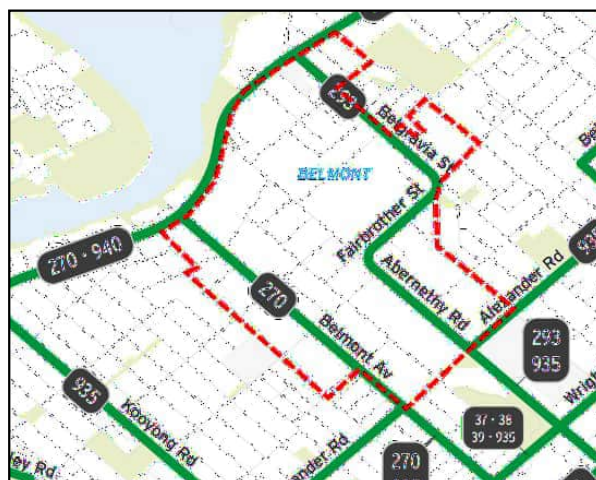 293
Belgravia St
BELMONT
Fairbrother St
270 · 940
270
Abernethy Rd
Alexander Rd
935
293
935
Belmont Av
935
Kooyong Rd
37 · 38
39 · 935
270